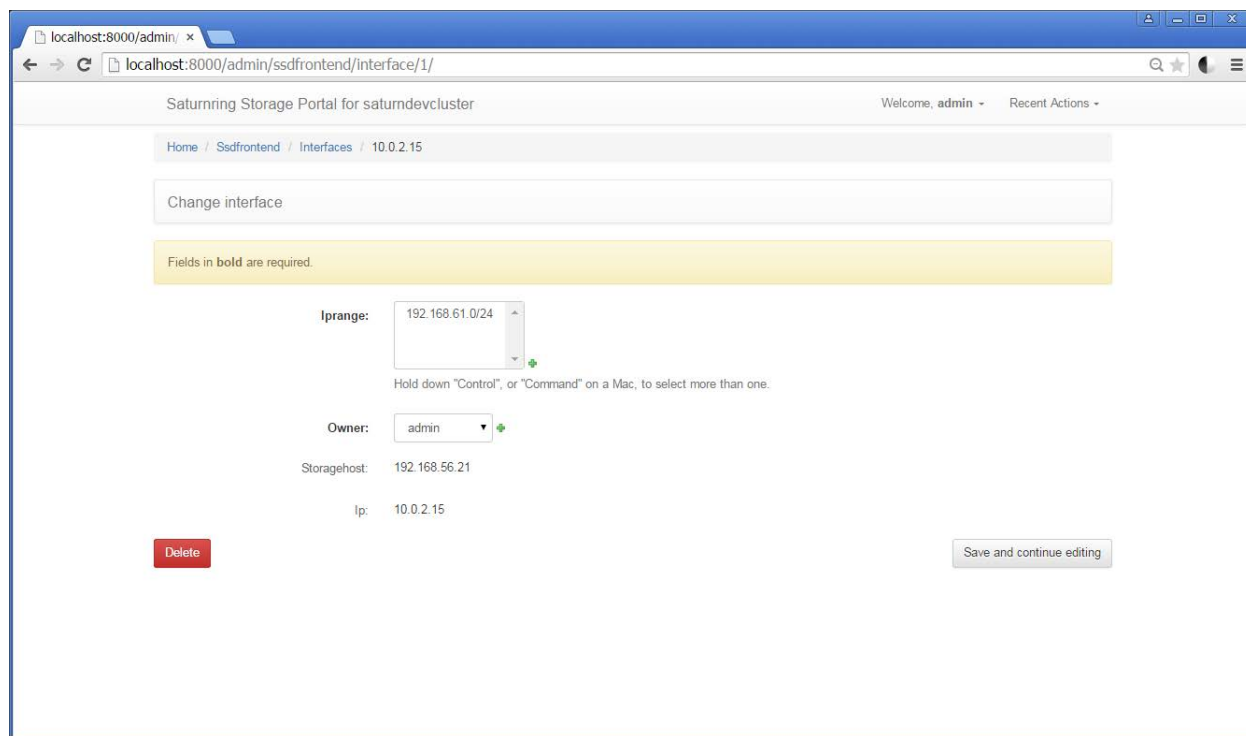 localhost:8000/admin/ ×
localhost:8000/admin/ssdfrontend/interface/1/
Saturnring Storage Portal for saturndevcluster Welcome, admin Recent Actions
Home / Ssdfrontend / Interfaces / 10.0.2.15
Change interface
Fields in bold are required.
Iprange: 192.168.61.0/24
Hold down "Control", or "Command" on a Mac, to select more than one.
Owner: admin
Storagehost: 192.168.56.21
Ip: 10.0.2.15
Delete Save and continue editing